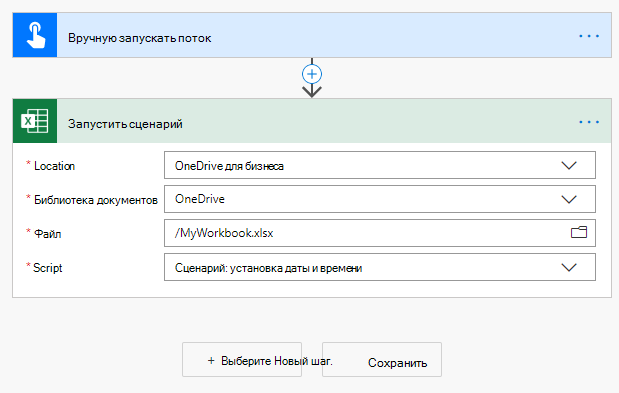 Вручную запускать поток
Запустить сценарий
* Location OneDrive для бизнеса
* Библиотека документов OneDrive
* Файл /MyWorkbook.xlsx
* Script Сценарий: установка даты и времени
+ Выберите Новый шаг. Сохранить